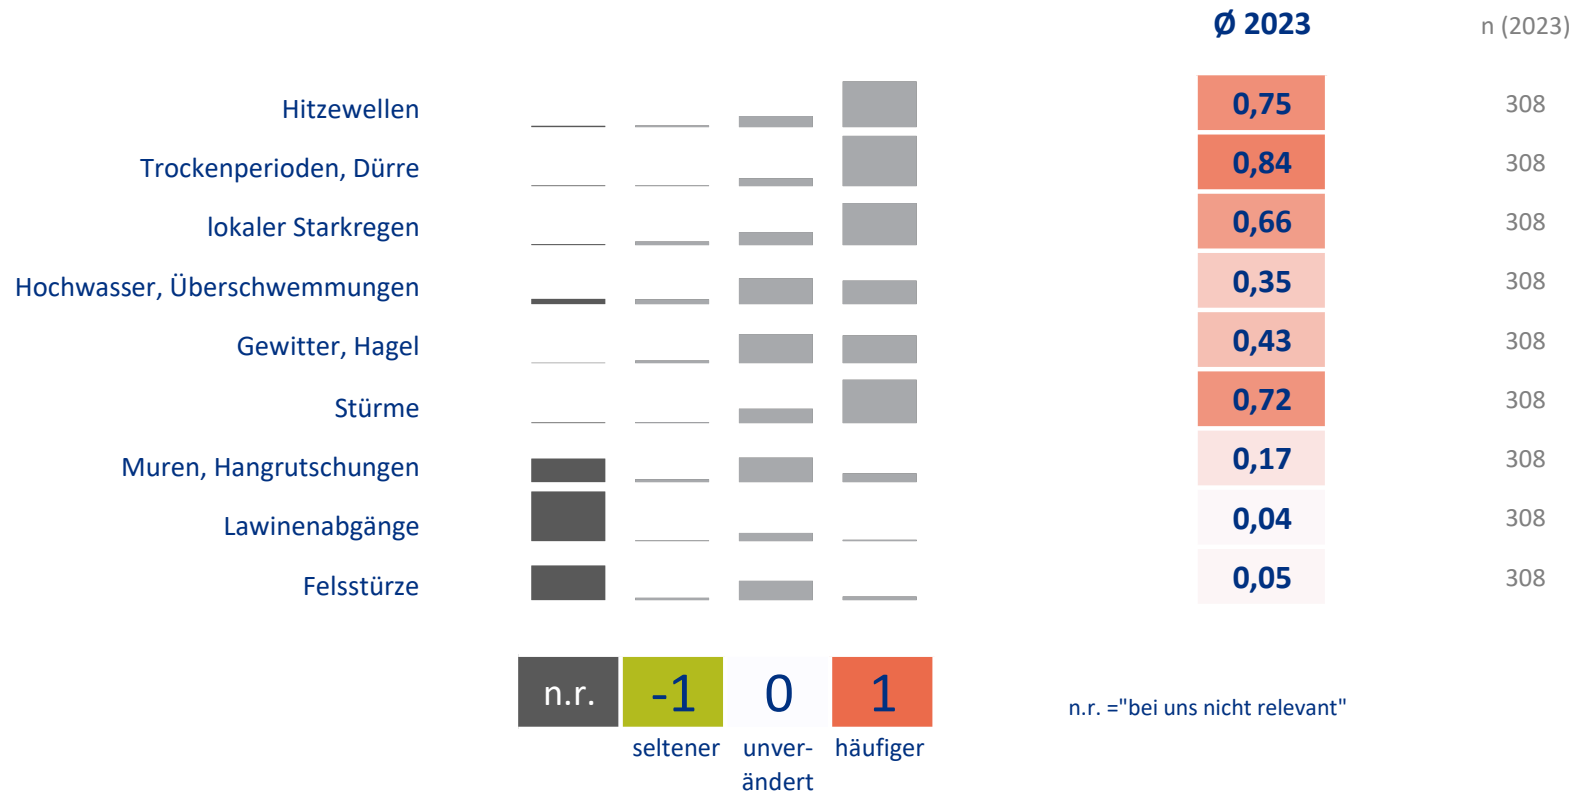 Ø 2023 n (2023)
Hitzewellen 0,75 308
Trockenperioden, Dürre 0,84 308
lokaler Starkregen 0,66 308
Hochwasser, Überschwemmungen 0,35 308
Gewitter, Hagel 0,43 308
Stürme 0,72 308
Muren, Hangrutschungen 0,17 308
Lawinenabgänge 0,04 308
Felsstürze 0,05 308
n.r. -1 0 1
n.r. ="bei uns nicht relevant"
seltener unver- häufiger
ändert